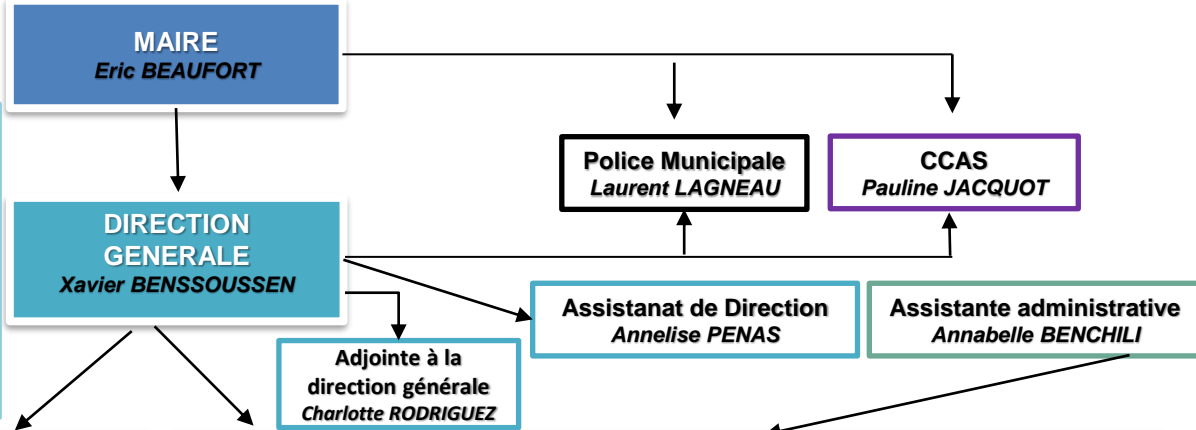 MAIRE
Eric BEAUFORT
Police Municipale
Laurent LAGNEAU
CCAS
Pauline JACQUOT
DIRECTION
GENERALE
Xavier BENSSOUSSEN
Assistanat de Direction
Annelise PENAS
Assistante administrative
Annabelle BENCHILI
Adjointe à la
direction générale
Charlotte RODRIGUEZ